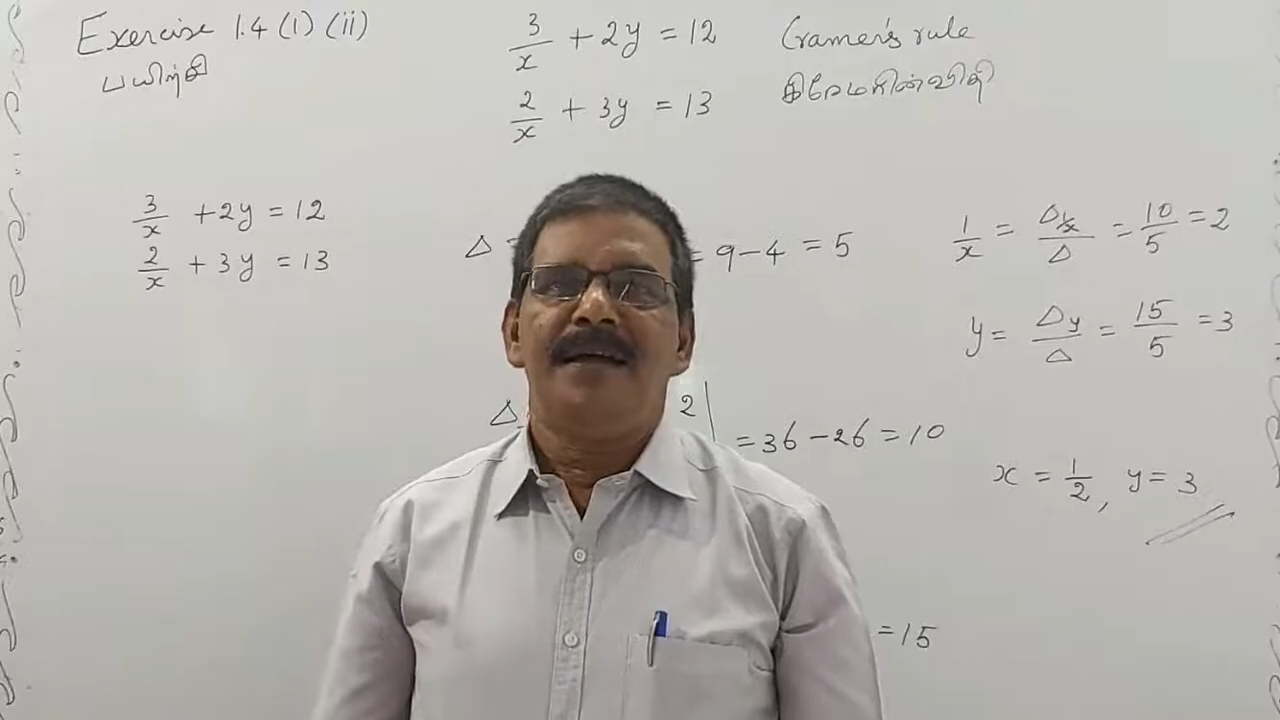 Exercise 1.4 (1) (ii)
பயிற்சி
3/x + 2y = 12
2/x + 3y = 13
Cramer's rule
கிரேமரின் விதி
3/x + 2y = 12
2/x + 3y = 13
Δ = 9 - 4 = 5
Δ 2| = 36 - 26 = 10
= 15
1/x = Δ1/x / Δ = 10/5 = 2
y = Δy / Δ = 15/5 = 3
x = 1/2, y = 3